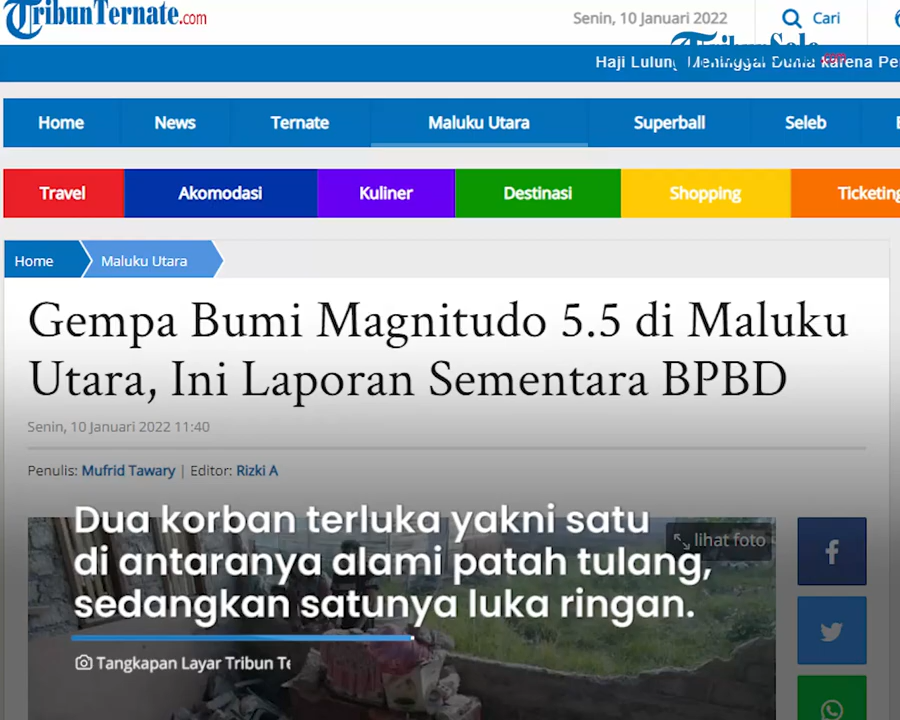 TribunTernate.com
Senin, 10 Januari 2022
Cari
TribunSolo.com
Haji Lulung Meninggal Dunia karena
Home News Ternate Maluku Utara Superball Seleb
Travel Akomodasi Kuliner Destinasi Shopping Ticketing
Home Maluku Utara
Gempa Bumi Magnitudo 5.5 di Maluku
Utara, Ini Laporan Sementara BPBD
Senin, 10 Januari 2022 11:40
Penulis: Mufrid Tawary | Editor: Rizki A
Dua korban terluka yakni satu
lihat foto
di antaranya alami patah tulang,
sedangkan satunya luka ringan.
Tangkapan Layar Tribun